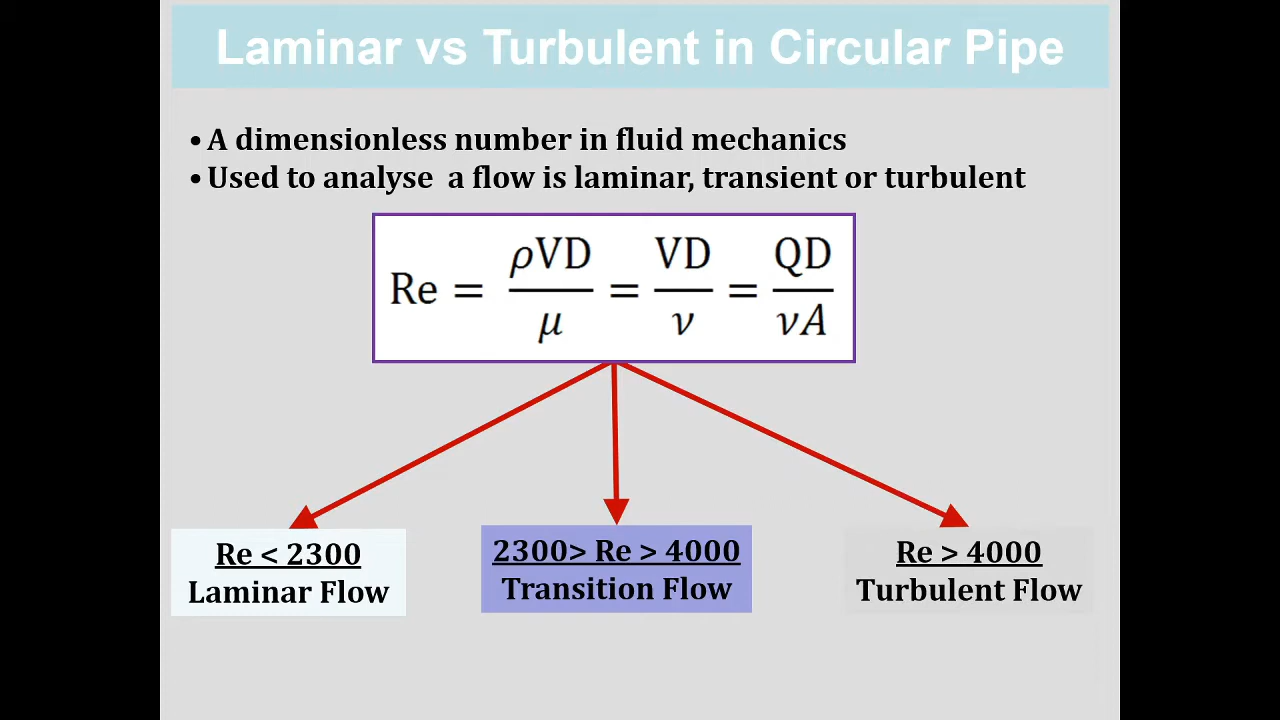 Laminar vs Turbulent in Circular Pipe
• A dimensionless number in fluid mechanics
• Used to analyse a flow is laminar, transient or turbulent
Re = ρVD/μ = VD/ν = QD/νA
Re < 2300
Laminar Flow
2300> Re > 4000
Transition Flow
Re > 4000
Turbulent Flow